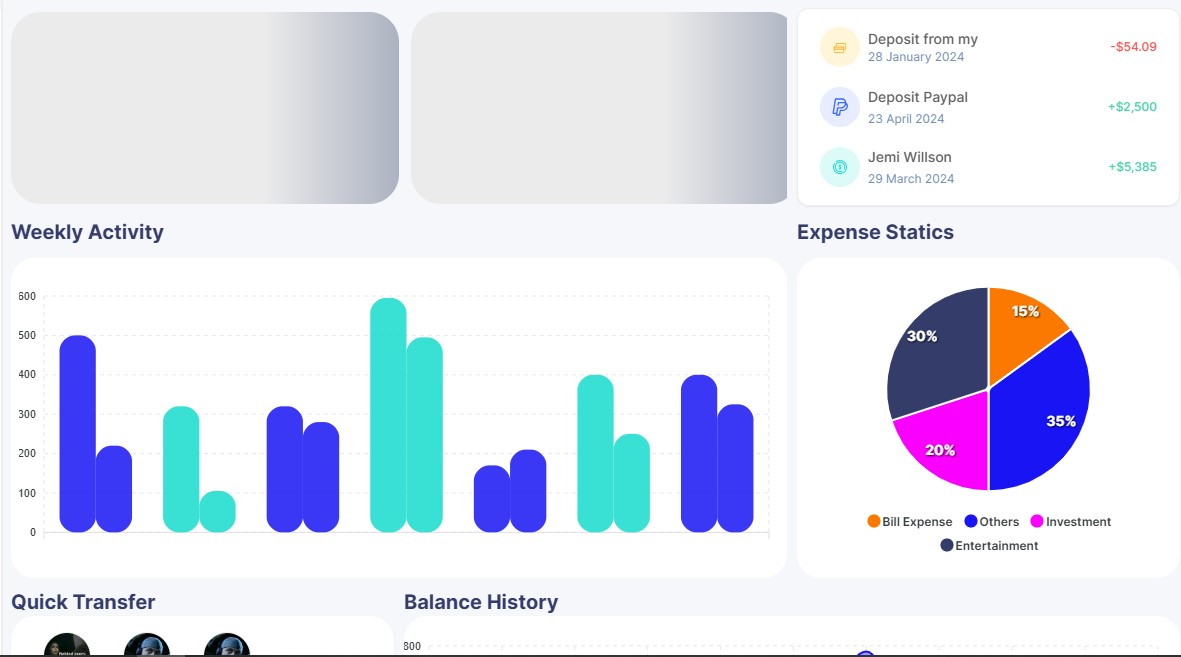 Deposit from my
28 January 2024
-$54.09
Deposit Paypal
23 April 2024
+$2,500
Jemi Willson
29 March 2024
+$5,385
Weekly Activity
Expense Statics
600
500
400
300
200
100
0
15%
30%
35%
20%
Bill Expense
Others
Investment
Entertainment
Quick Transfer
Balance History
800